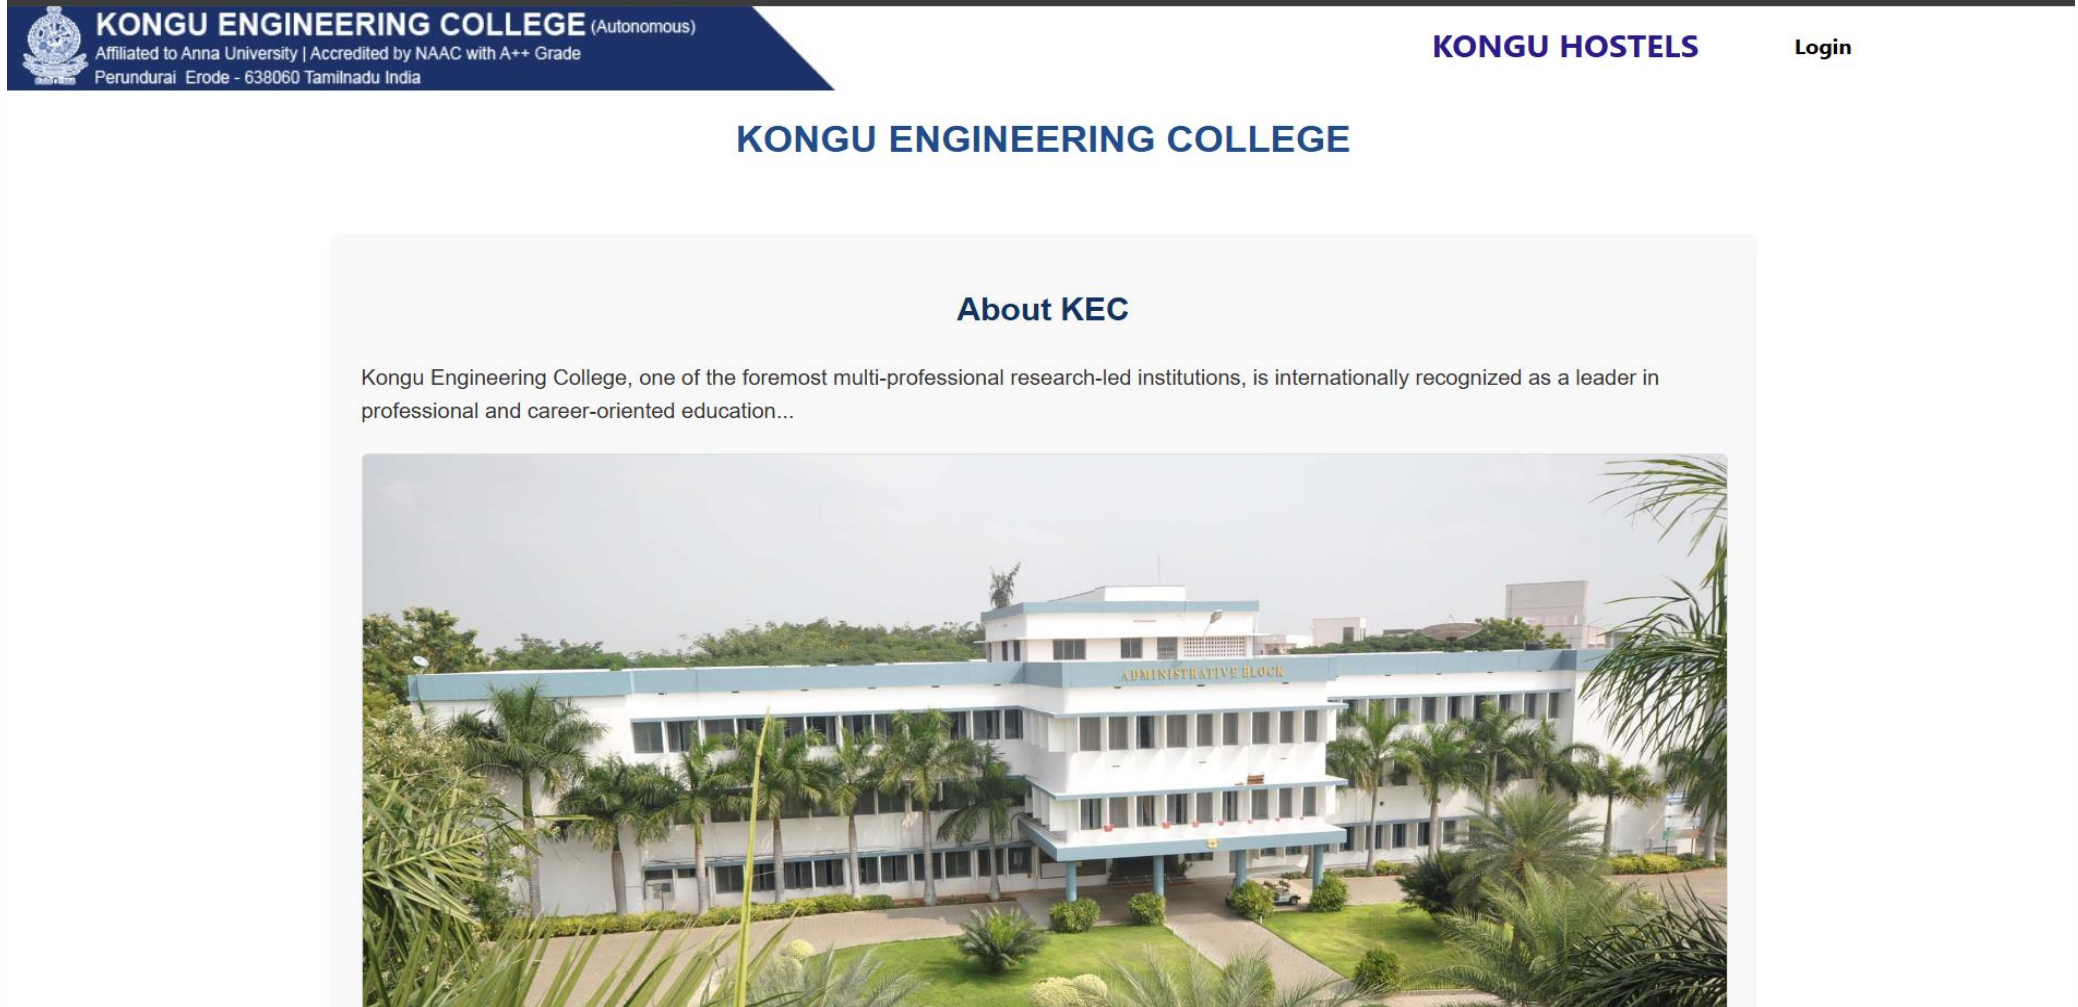 KONGU ENGINEERING COLLEGE (Autonomous)
Affiliated to Anna University | Accredited by NAAC with A++ Grade
Perundurai Erode - 638060 Tamilnadu India
KONGU HOSTELS
Login
KONGU ENGINEERING COLLEGE
About KEC
Kongu Engineering College, one of the foremost multi-professional research-led institutions, is internationally recognized as a leader in
professional and career-oriented education...
ADMINISTRATIVE BLOCK